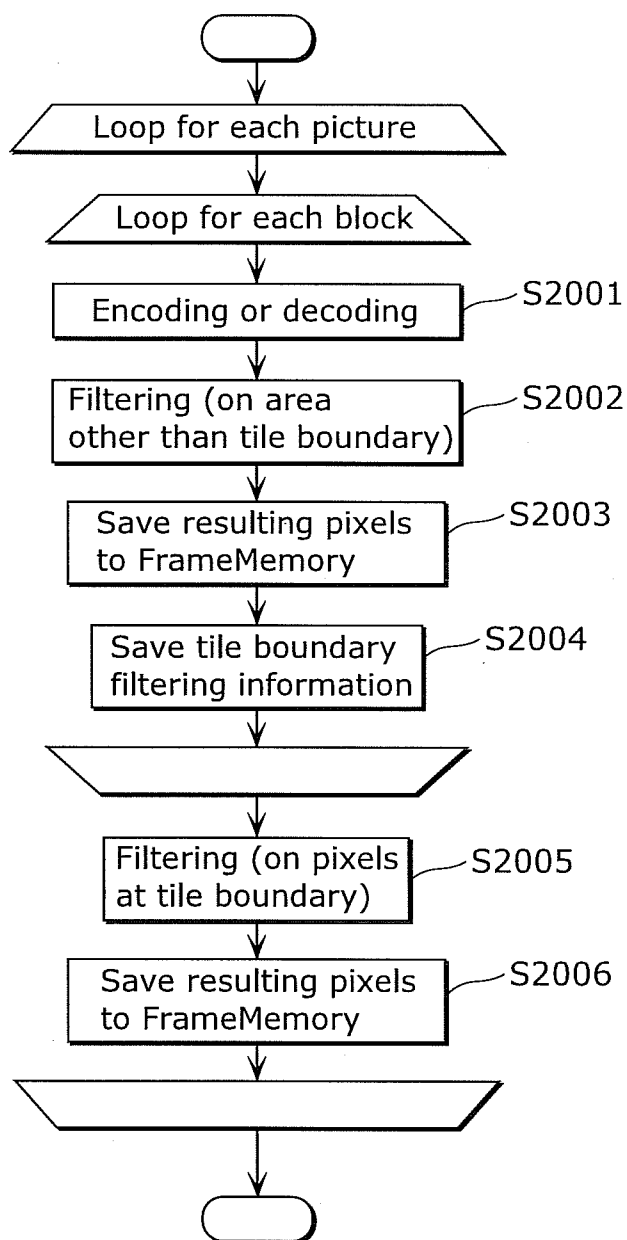 Loop for each picture
Loop for each block
Encoding or decoding
S2001
Filtering (on area
other than tile boundary)
S2002
Save resulting pixels
to FrameMemory
S2003
Save tile boundary
filtering information
S2004
Filtering (on pixels
at tile boundary)
S2005
Save resulting pixels
to FrameMemory
S2006